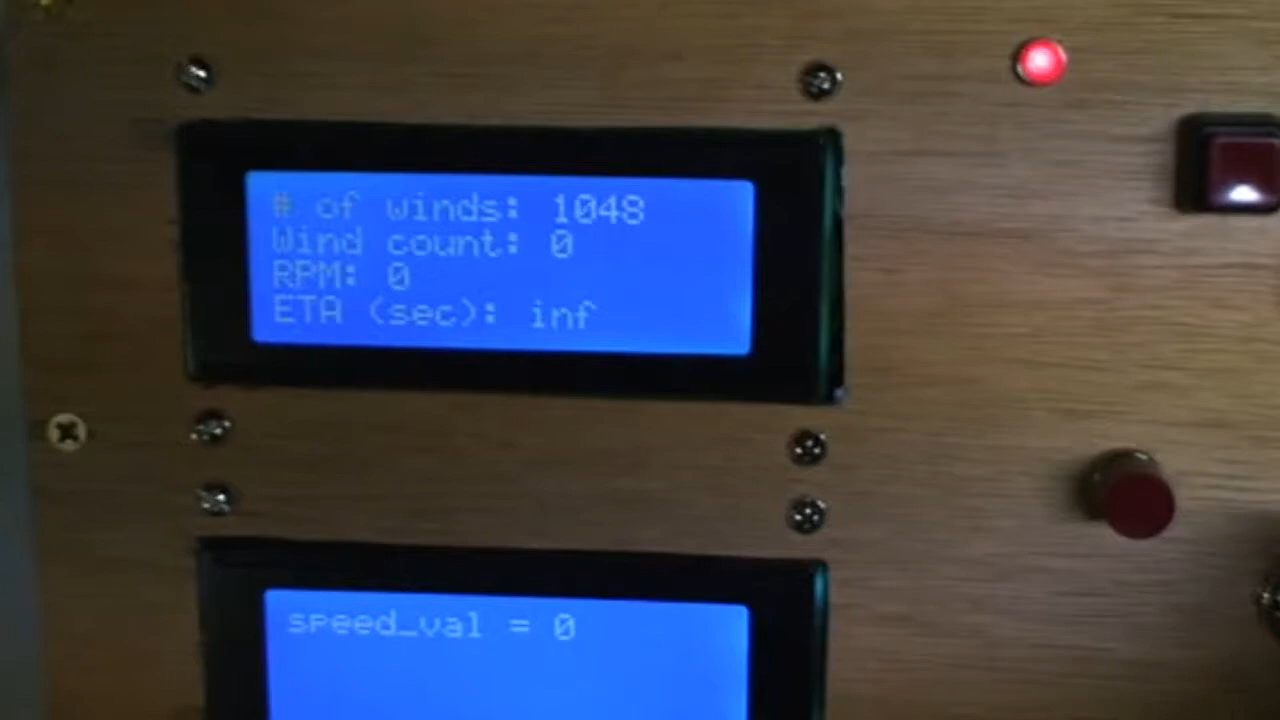 # of winds: 1048
Wind count: 0
RPM: 0
ETA (sec): inf
speed_val = 0